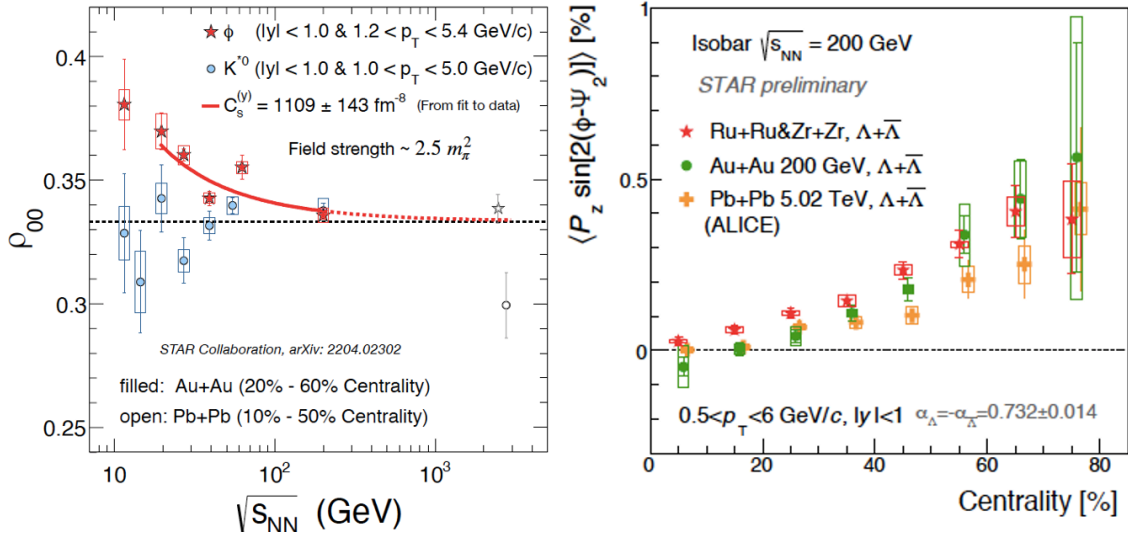 0.4
0.35
0.3
0.25
ρ00
ϕ (|y| < 1.0 & 1.2 < pT < 5.4 GeV/c)
K*0 (|y| < 1.0 & 1.0 < pT < 5.0 GeV/c)
Cs(y) = 1109 ± 143 fm-8 (From fit to data)
Field strength ~ 2.5 mπ2
STAR Collaboration, arXiv: 2204.02302
filled: Au+Au (20% - 60% Centrality)
open: Pb+Pb (10% - 50% Centrality)
10 102 103
√sNN (GeV)
⟨Pz sin[2(ϕ-Ψ2)]⟩ [%]
1
0.5
0
Isobar √sNN = 200 GeV
STAR preliminary
Ru+Ru&Zr+Zr, Λ+Λ̅
Au+Au 200 GeV, Λ+Λ̅
Pb+Pb 5.02 TeV, Λ+Λ̅
(ALICE)
0.5<pT<6 GeV/c, |y|<1 αΛ=-αΛ̅=0.732±0.014
0 20 40 60 80
Centrality [%]